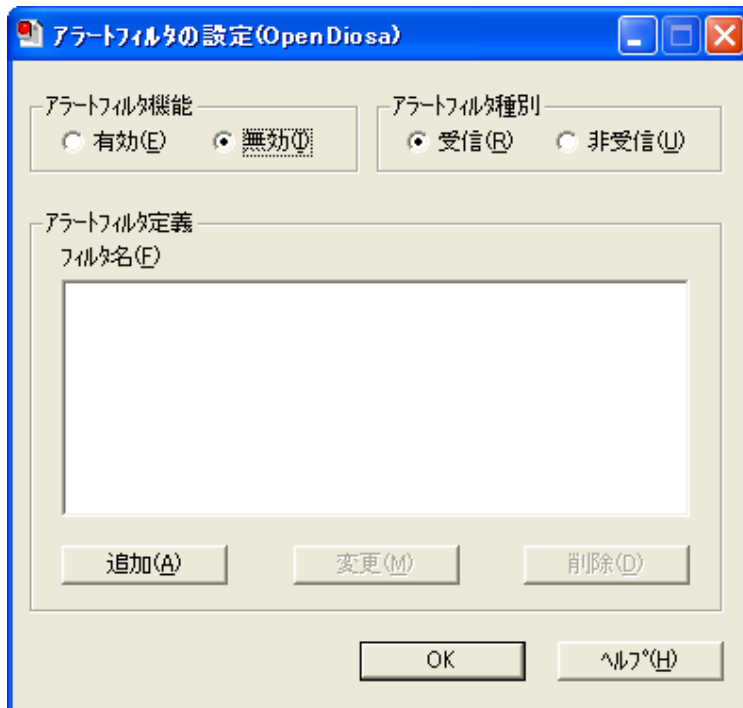 アラートフィルタの設定(OpenDiosa)
アラートフィルタ機能
有効(E)
無効(I)
アラートフィルタ種別
受信(R)
非受信(U)
アラートフィルタ定義
フィルタ名(F)
追加(A)
変更(M)
削除(D)
OK
ヘルプ(H)